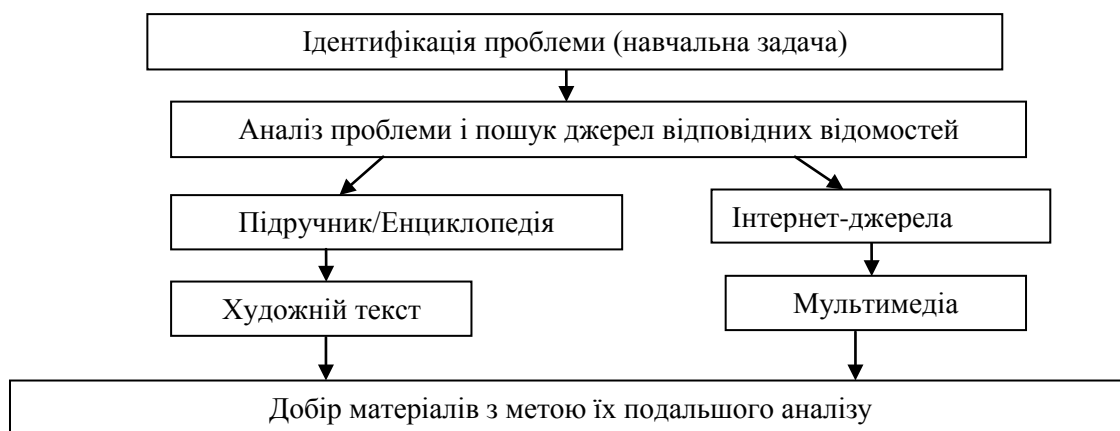 Ідентифікація проблеми (навчальна задача)
Аналіз проблеми і пошук джерел відповідних відомостей
Підручник/Енциклопедія
Інтернет-джерела
Художній текст
Мультимедіа
Добір матеріалів з метою їх подальшого аналізу